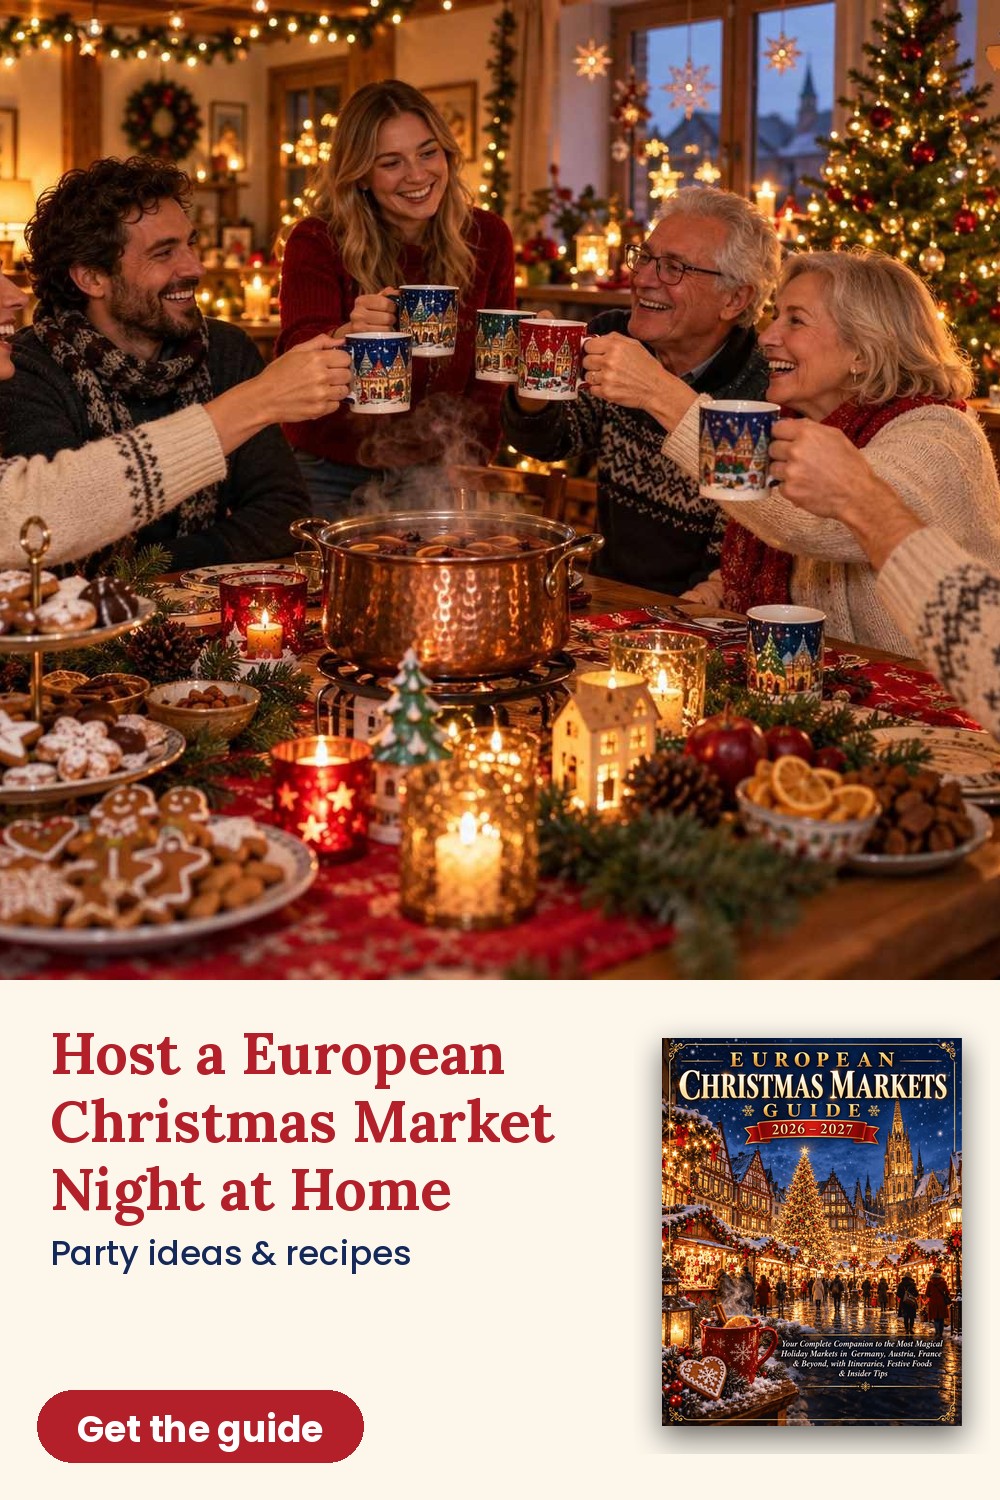 Host a European
Christmas Market
Night at Home
Party ideas & recipes
Get the guide
EUROPEAN
CHRISTMAS MARKETS
GUIDE
2026 – 2027
Your Complete Companion to the Most Magical
Holiday Markets in Germany, Austria, France
& Beyond, with Itineraries, Festive Foods
& Insider Tips